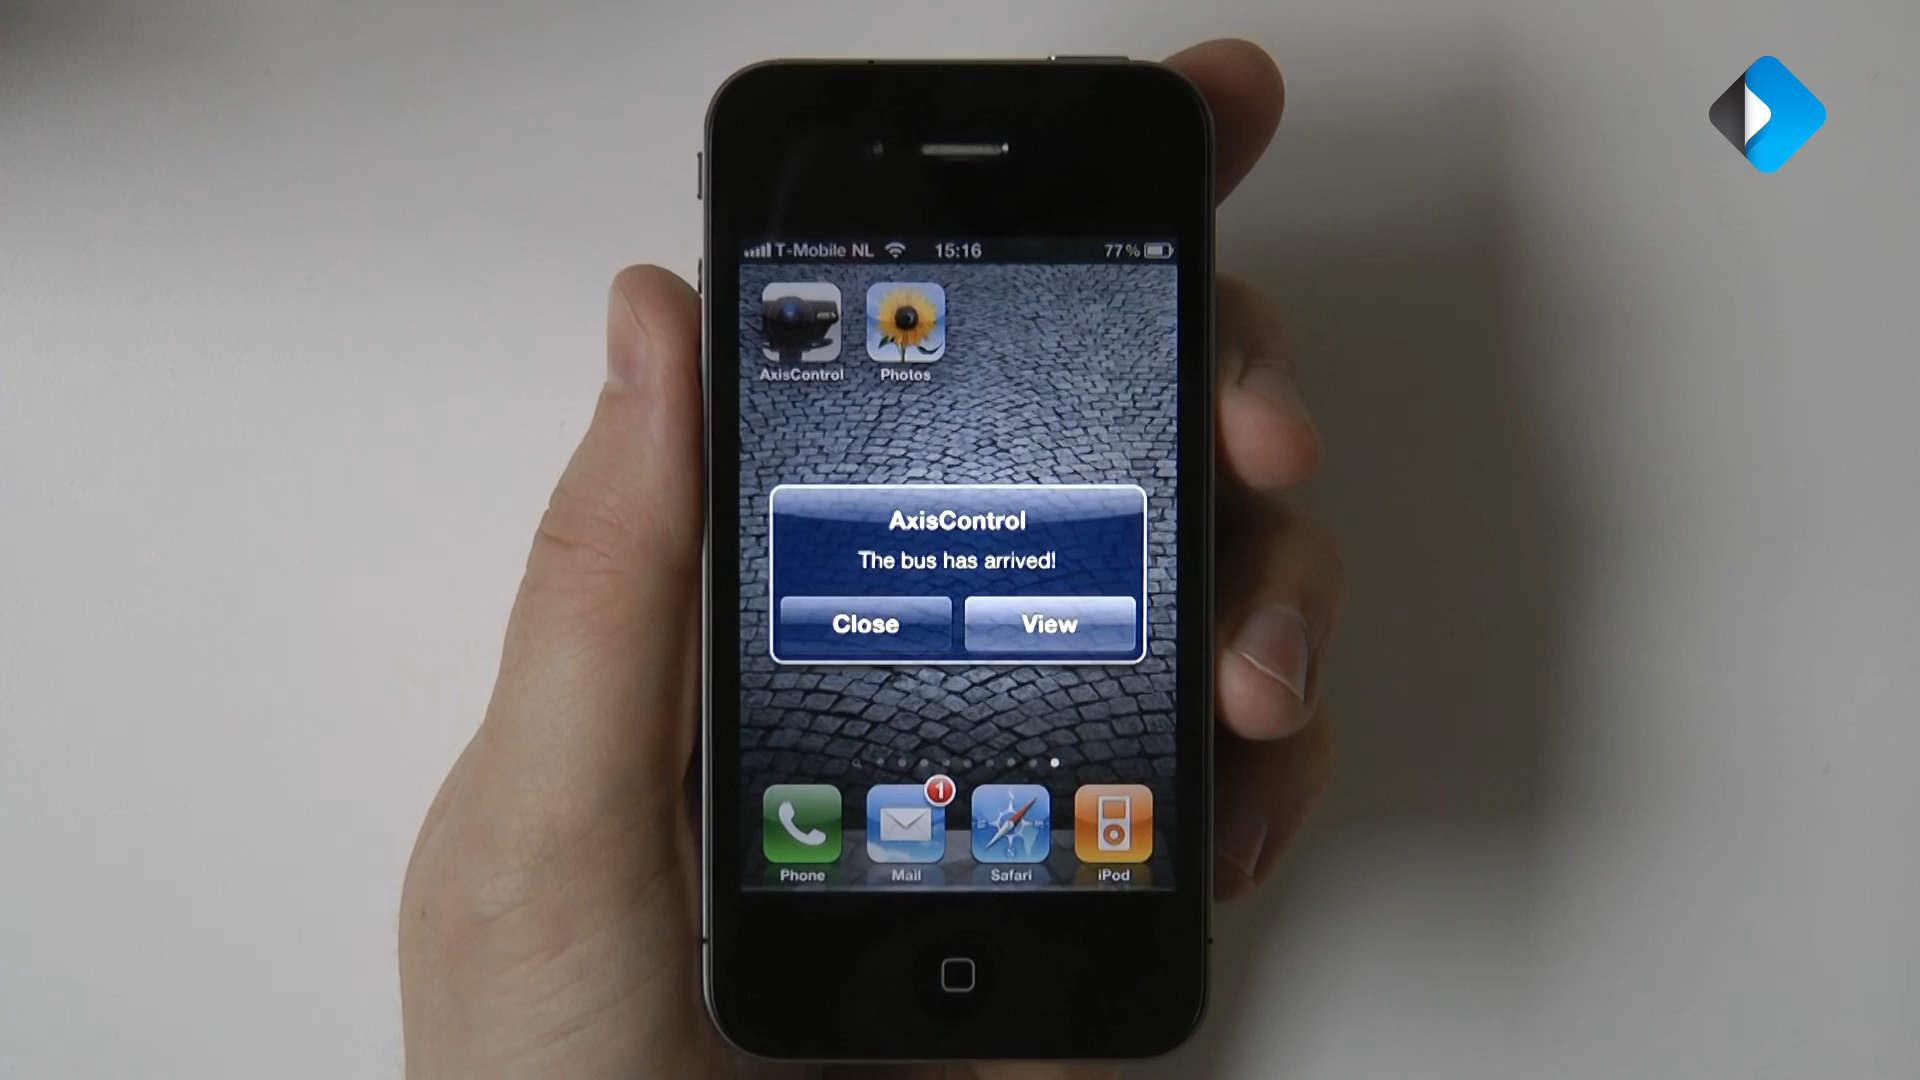 T-Mobile NL 15:16 77%
AxisControl Photos
AxisControl
The bus has arrived!
Close View
1
Phone Mail Safari iPod